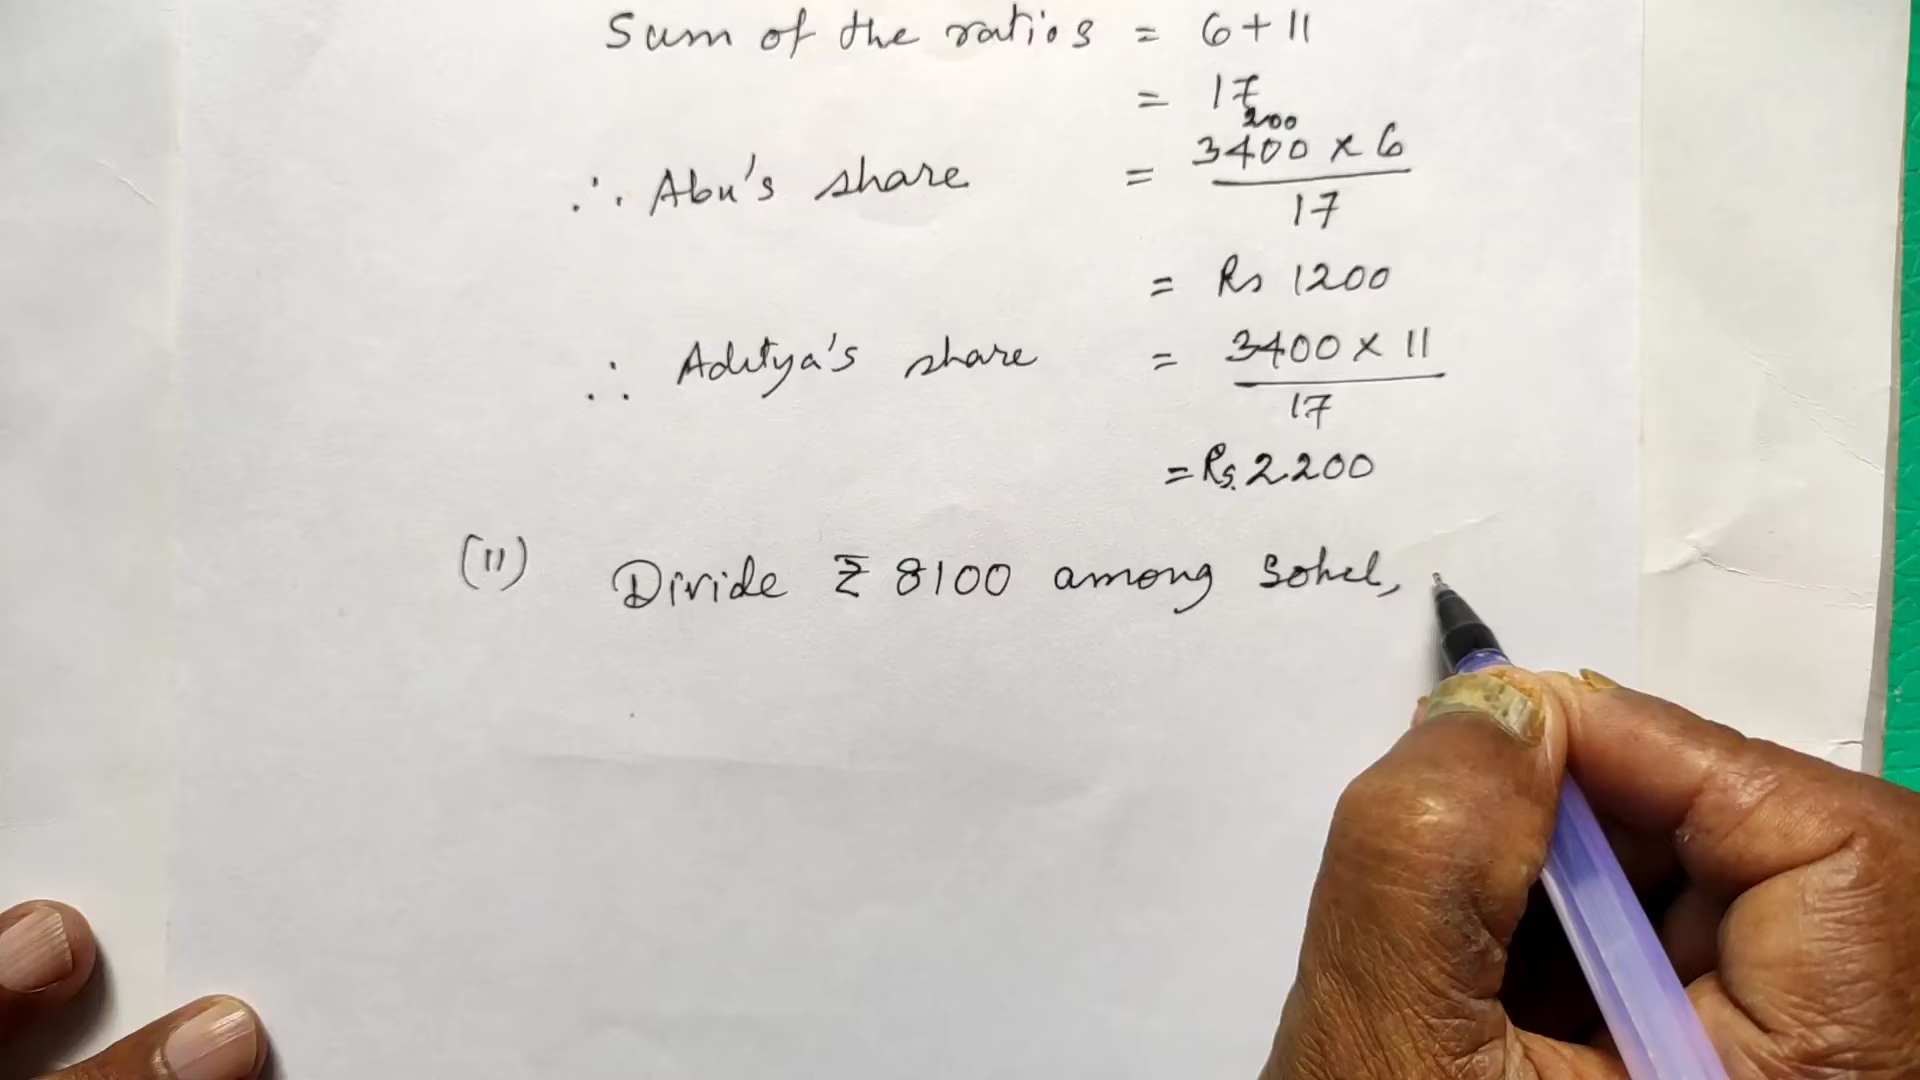 Sum of the ratios = 6 + 11
= 17
200
∴ Abu's share = 3400 x 6
17
= Rs 1200
∴ Aditya's share = 3400 x 11
17
= Rs. 2200
(11) Divide ₹ 8100 among Sohel,